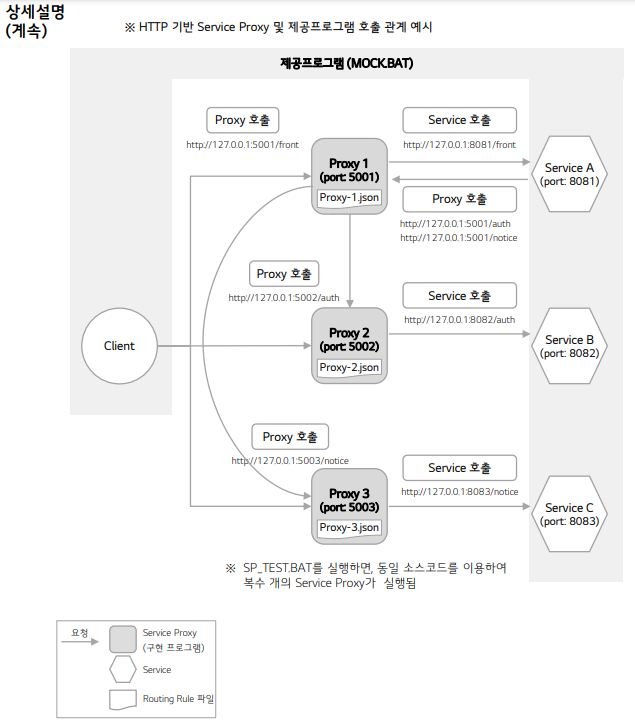 상세설명
(계속)
※ HTTP 기반 Service Proxy 및 제공프로그램 호출 관계 예시
제공프로그램 (MOCK.BAT)
Proxy 호출
http://127.0.0.1:5001/front
Service 호출
http://127.0.0.1:8081/front
Proxy 1
(port: 5001)
Proxy-1.json
Service A
(port: 8081)
Proxy 호출
http://127.0.0.1:5001/auth
http://127.0.0.1:5001/notice
Proxy 호출
http://127.0.0.1:5002/auth
Service 호출
http://127.0.0.1:8082/auth
Client
Proxy 2
(port: 5002)
Proxy-2.json
Service B
(port: 8082)
Proxy 호출
http://127.0.0.1:5003/notice
Service 호출
http://127.0.0.1:8083/notice
Proxy 3
(port: 5003)
Proxy-3.json
Service C
(port: 8083)
※ SP_TEST.BAT를 실행하면, 동일 소스코드를 이용하여
복수 개의 Service Proxy가 실행됨
요청
Service Proxy
(구현 프로그램)
Service
Routing Rule 파일